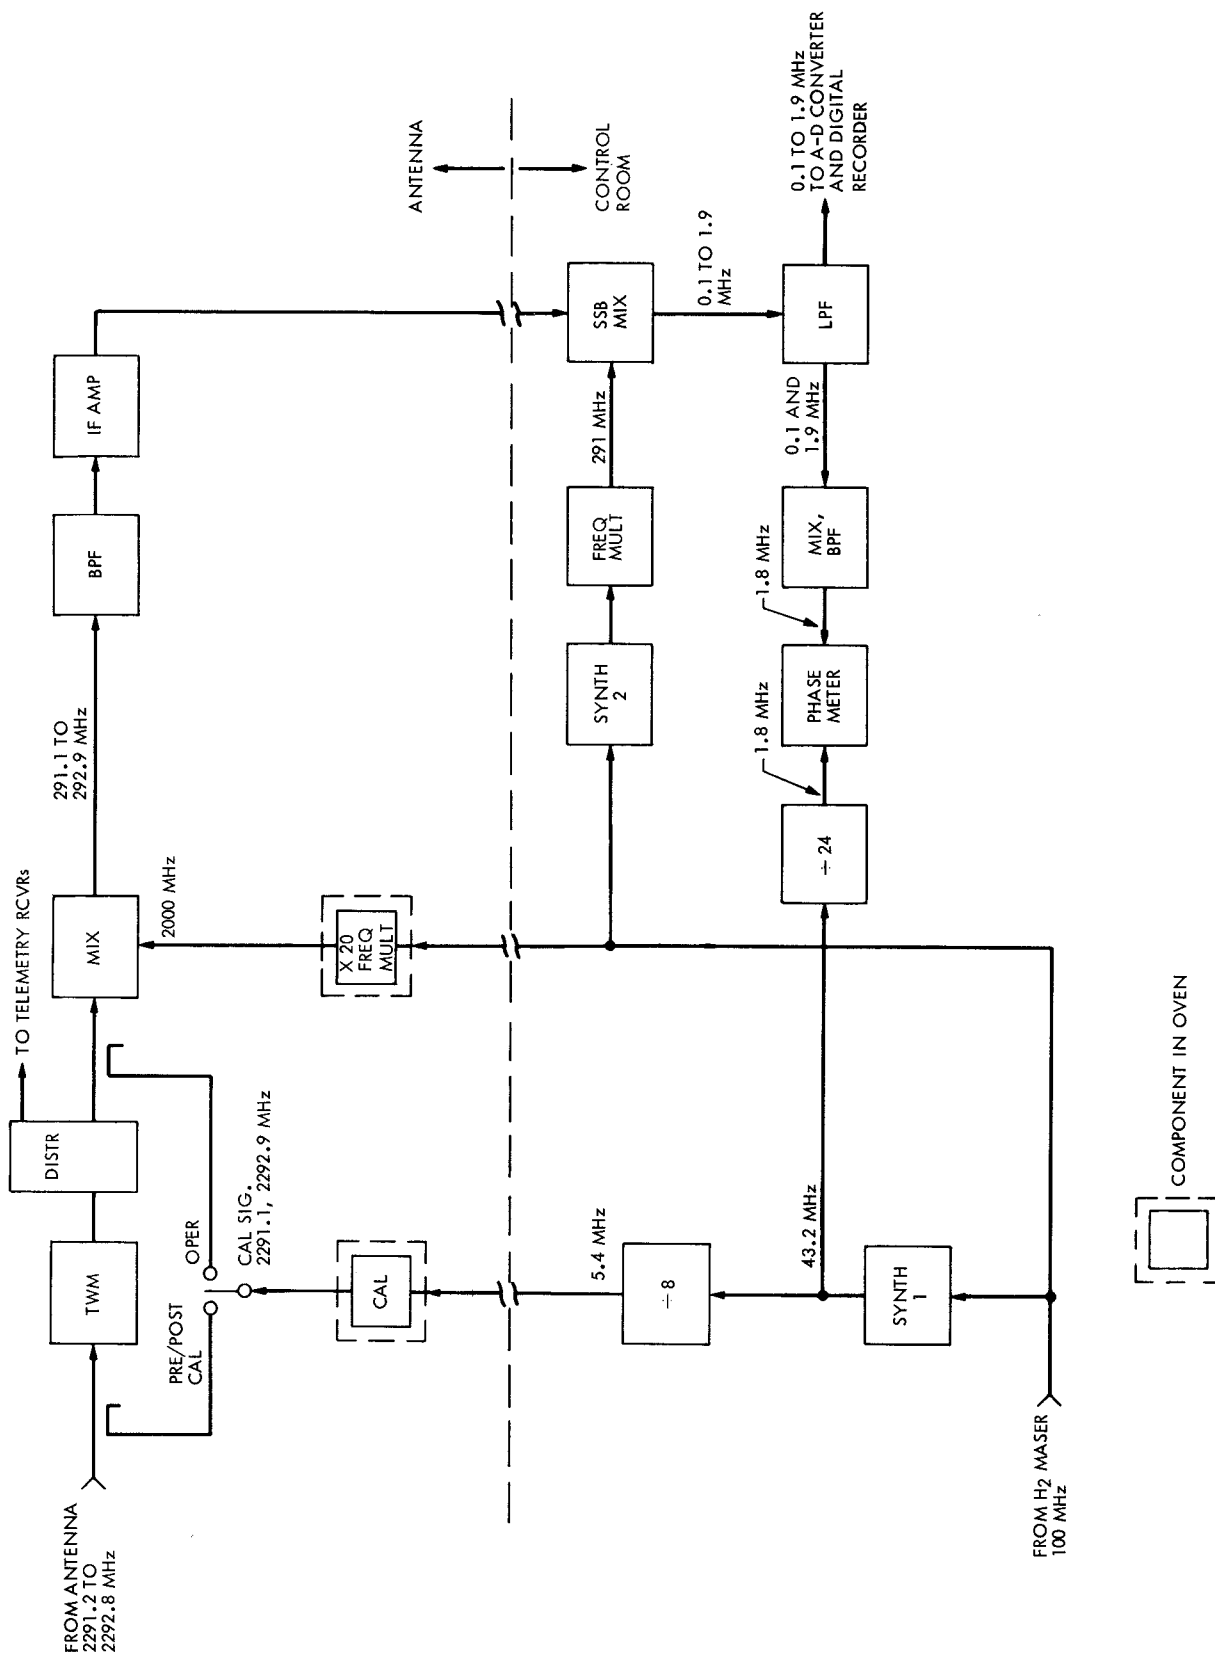 FROM ANTENNA
2291.2 TO
2292.8 MHz
TWM
DISTR
TO TELEMETRY RCVRs
MIX
291.1 TO
292.9 MHz
BPF
IF AMP
PRE/POST
CAL
OPER
CAL SIG.
2291.1, 2292.9 MHz
2000 MHz
CAL
X 20
FREQ
MULT
ANTENNA
CONTROL
ROOM
5.4 MHz
÷8
SYNTH
2
FREQ
MULT
291 MHz
SSB
MIX
0.1 TO 1.9
MHz
43.2 MHz
SYNTH
1
÷24
1.8 MHz
PHASE
METER
1.8 MHz
MIX,
BPF
0.1 AND
1.9 MHz
LPF
0.1 TO 1.9 MHz
TO A-D CONVERTER
AND DIGITAL
RECORDER
FROM H2 MASER
100 MHz
COMPONENT IN OVEN